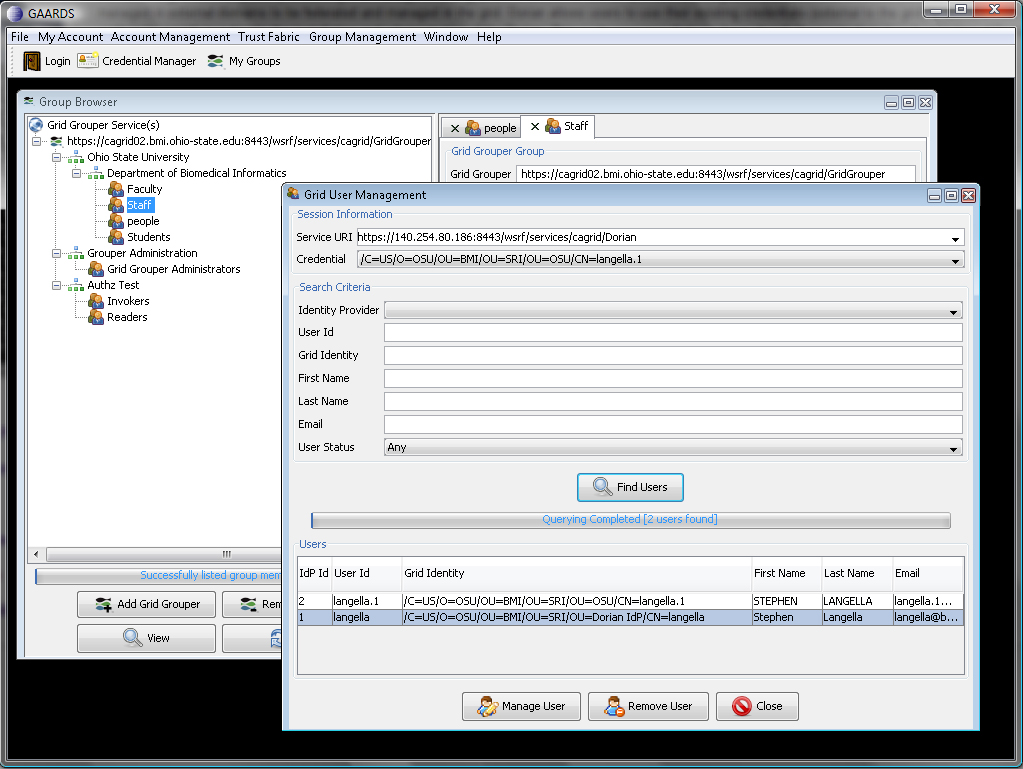 GAARDS
File My Account Account Management Trust Fabric Group Management Window Help
Login Credential Manager My Groups
Group Browser
Grid Grouper Service(s)
https://cagrid02.bmi.ohio-state.edu:8443/wsrf/services/cagrid/GridGrouper
Ohio State University
Department of Biomedical Informatics
Faculty
Staff
people
Students
Grouper Administration
Grid Grouper Administrators
Authz Test
Invokers
Readers
Successfully listed group mem
Add Grid Grouper
Rem
View
people Staff
Grid Grouper Group
Grid Grouper https://cagrid02.bmi.ohio-state.edu:8443/wsrf/services/cagrid/GridGrouper
Grid User Management
Session Information
Service URI https://140.254.80.186:8443/wsrf/services/cagrid/Dorian
Credential /C=US/O=OSU/OU=BMI/OU=SRI/OU=OSU/CN=langella.1
Search Criteria
Identity Provider
User Id
Grid Identity
First Name
Last Name
Email
User Status Any
Find Users
Querying Completed [2 users found]
Users
IdP Id User Id Grid Identity First Name Last Name Email
2 langella.1 /C=US/O=OSU/OU=BMI/OU=SRI/OU=OSU/CN=langella.1 STEPHEN LANGELLA langella.1...
1 langella /C=US/O=OSU/OU=BMI/OU=SRI/OU=Dorian IdP/CN=langella Stephen Langella langella@b...
Manage User Remove User Close